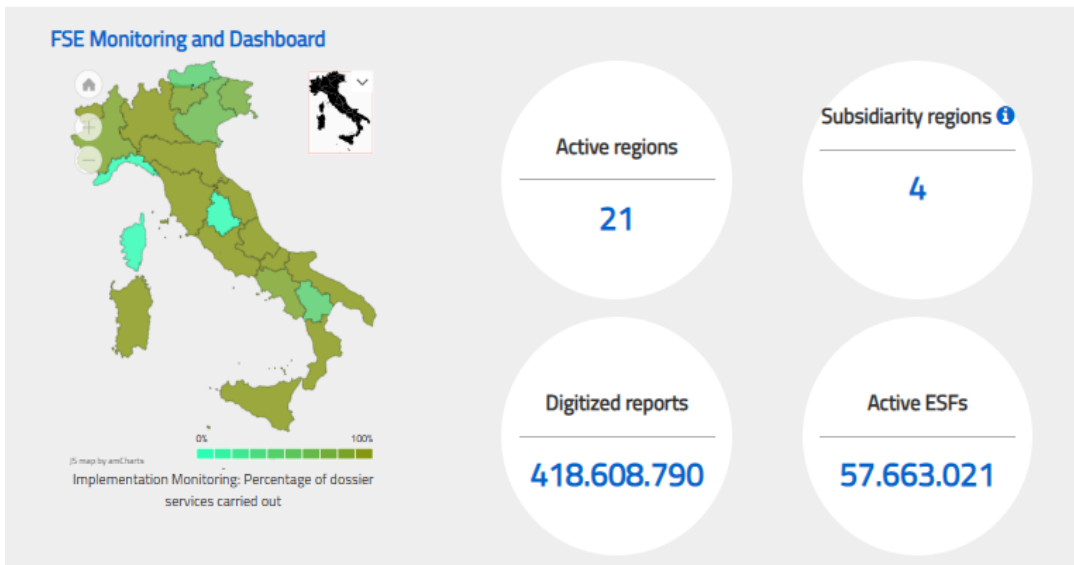 FSE Monitoring and Dashboard
Active regions
21
Subsidiarity regions
4
0%
100%
JS map by amCharts
Implementation Monitoring: Percentage of dossier
services carried out
Digitized reports
418.608.790
Active ESFs
57.663.021